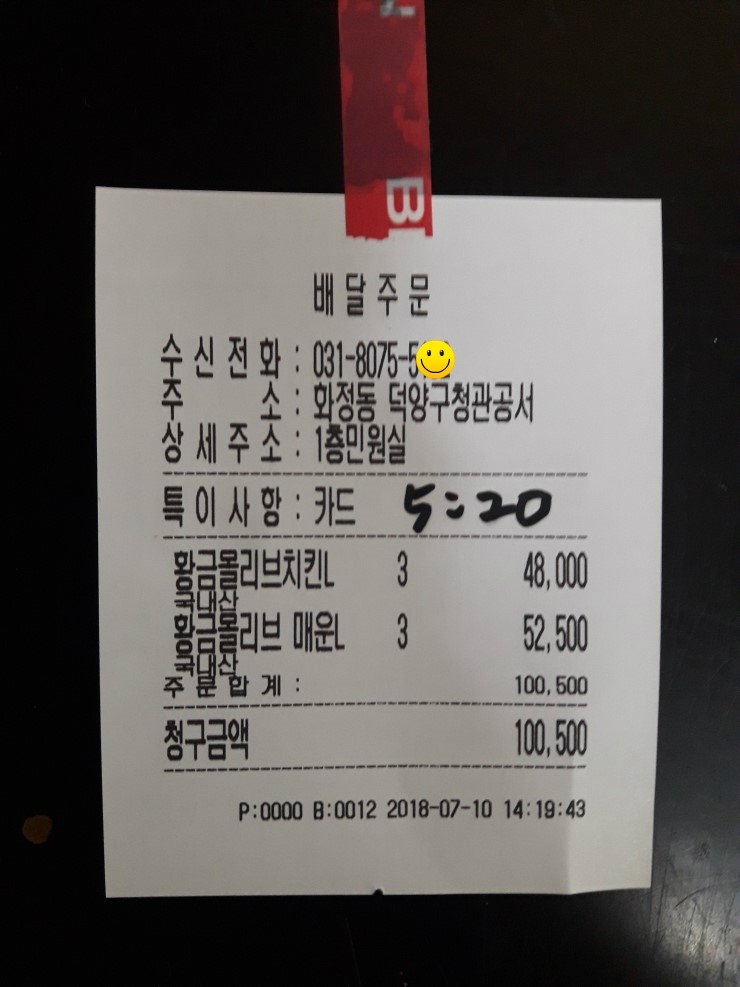 B
배달주문
수신전화 : 031-8075-5
주 소 : 화정동 덕양구청관공서
상세주소 : 1층민원실
특이사항 : 카드 5:20
황금몰리브치킨L 3 48,000
국내산
황금몰리브 매운L 3 52,500
국내산
주문합계 : 100,500
청구금액 100,500
P:0000 B:0012 2018-07-10 14:19:43